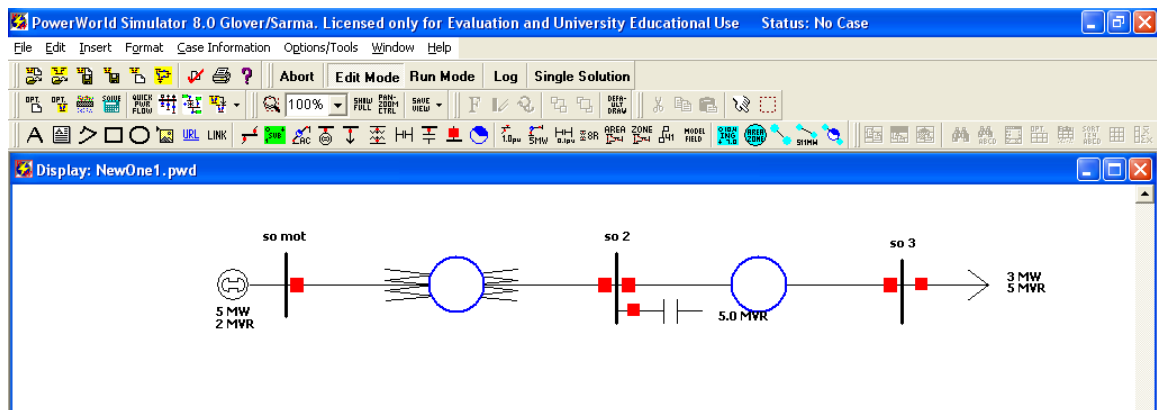 PowerWorld Simulator 8.0 Glover/Sarma. Licensed only for Evaluation and University Educational Use Status: No Case
File Edit Insert Format Case Information Options/Tools Window Help
Abort Edit Mode Run Mode Log Single Solution
100%
URL LINK
Display: NewOne1.pwd
so mot
so 2
so 3
5 MW
2 MVR
5.0 MVR
3 MW
5 MVR